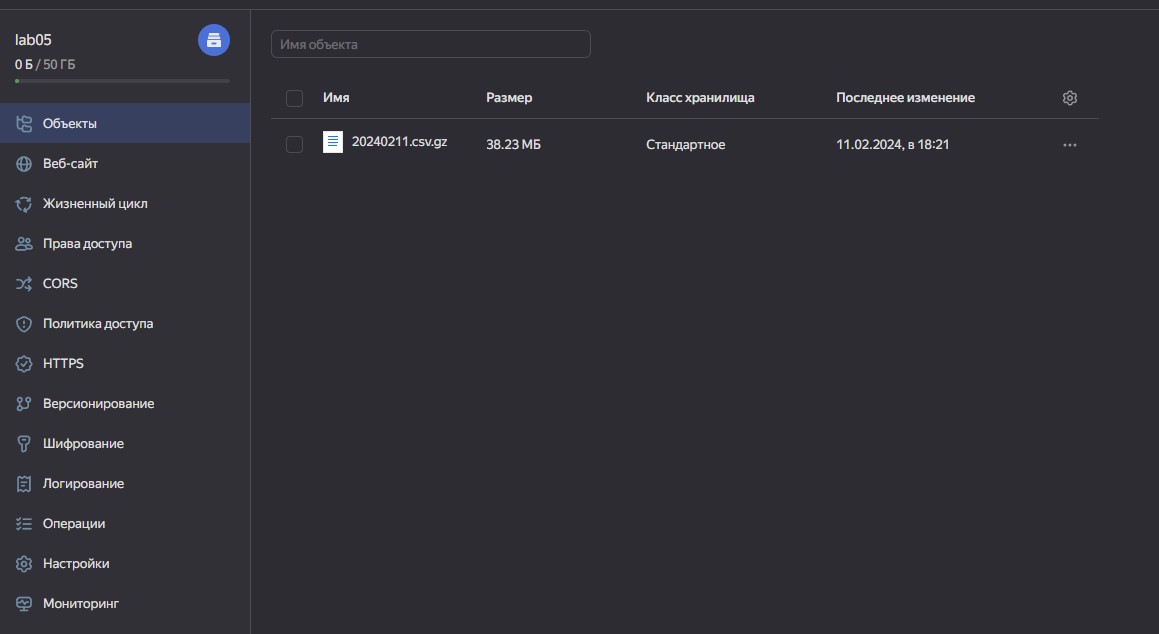 lab05
0 Б / 50 ГБ
Объекты
Веб-сайт
Жизненный цикл
Права доступа
CORS
Политика доступа
HTTPS
Версионирование
Шифрование
Логирование
Операции
Настройки
Мониторинг
Имя объекта
Имя Размер Класс хранилища Последнее изменение
20240211.csv.gz 38.23 МБ Стандартное 11.02.2024, в 18:21